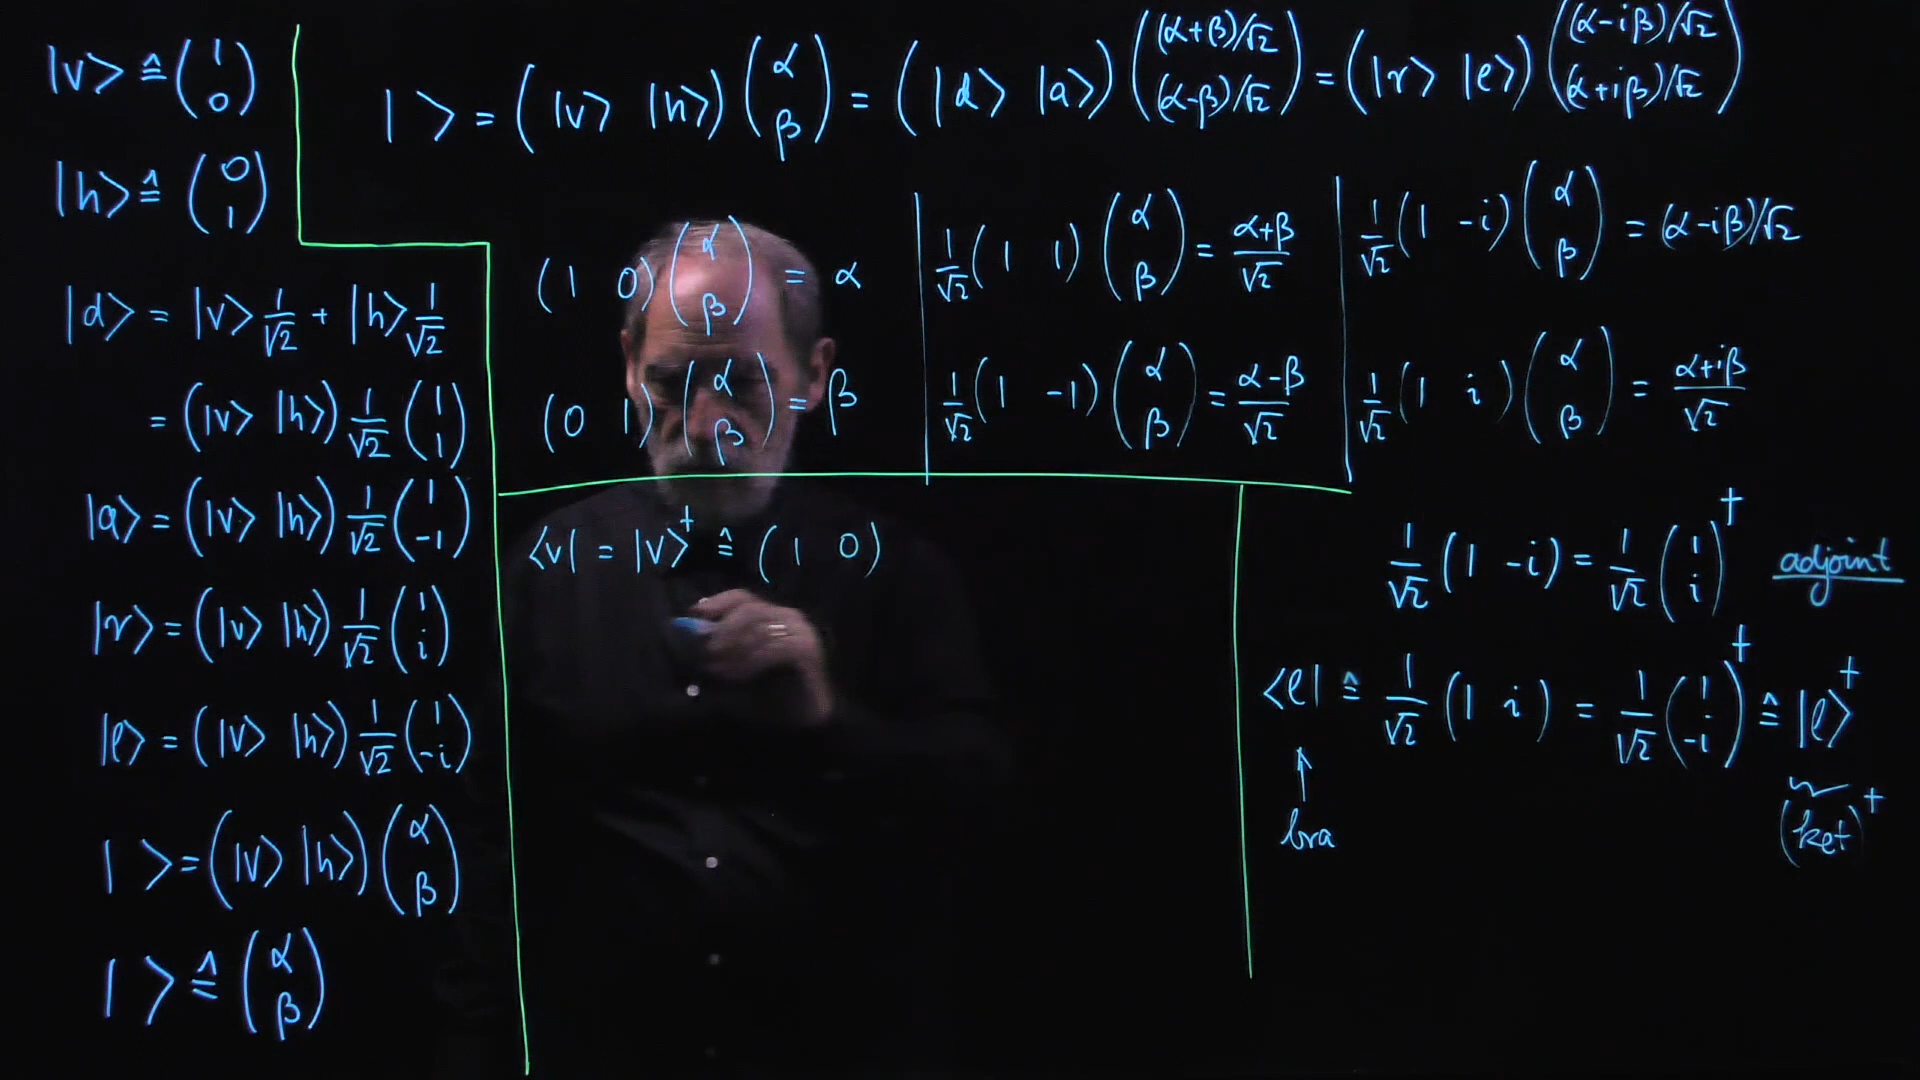 |v> ≙ (1 0)
|h> ≙ (0 1)
|d> = |v> 1/√2 + |h> 1/√2
= (|v> |h>) 1/√2 (1 1)
|a> = (|v> |h>) 1/√2 (1 -1)
|r> = (|v> |h>) 1/√2 (1 i)
|ℓ> = (|v> |h>) 1/√2 (1 -i)
| > = (|v> |h>) (α β)
| > ≙ (α β)
| > = (|v> |h>) (α β) = (|d> |a>) ((α+β)/√2 (α-β)/√2) = (|r> |ℓ>) ((α-iβ)/√2 (α+iβ)/√2)
(1 0) (α β) = α
(0 1) (α β) = β
1/√2 (1 1) (α β) = α+β/√2
1/√2 (1 -1) (α β) = α-β/√2
1/√2 (1 -i) (α β) = (α-iβ)/√2
1/√2 (1 i) (α β) = α+iβ/√2
<v| = |v>† ≙ (1 0)
1/√2 (1 -i) = 1/√2 (1 i)† adjoint
<ℓ| ≙ 1/√2 (1 i) = 1/√2 (1 -i)† ≙ |ℓ>†
↑
bra
(ket)†